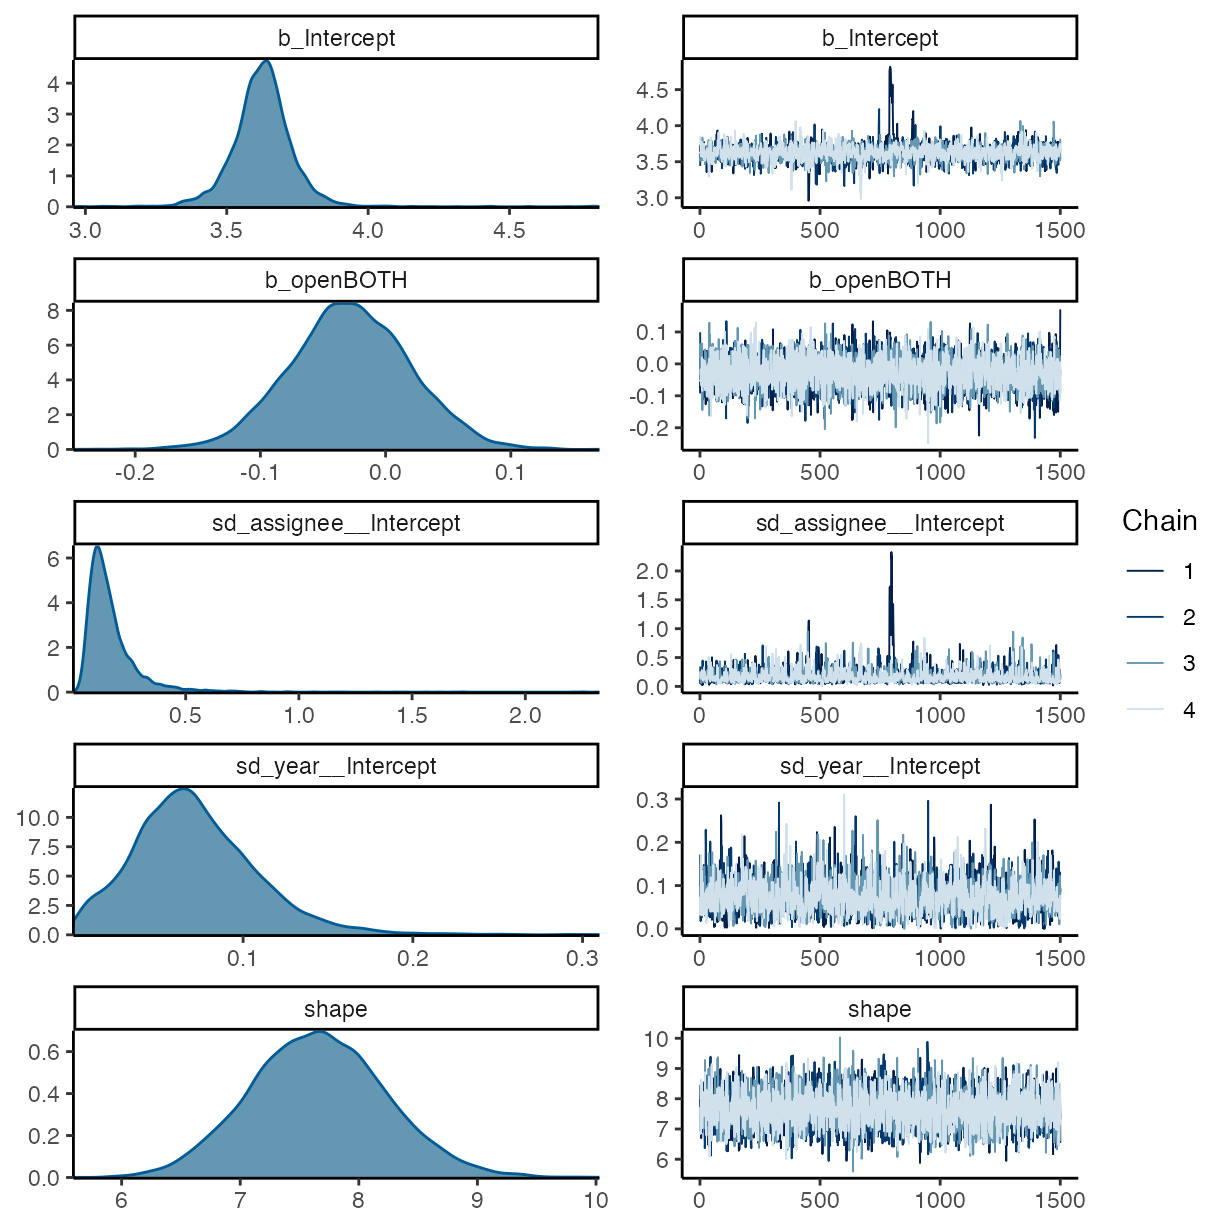 b_Intercept
4
3
2
1
0
3.0 3.5 4.0 4.5
b_Intercept
4.5
4.0
3.5
3.0
0 500 1000 1500
b_openBOTH
8
6
4
2
0
-0.2 -0.1 0.0 0.1
b_openBOTH
0.1
0.0
-0.1
-0.2
0 500 1000 1500
sd_assignee__Intercept
6
4
2
0
0.5 1.0 1.5 2.0
sd_assignee__Intercept
2.0
1.5
1.0
0.5
0.0
0 500 1000 1500
sd_year__Intercept
10.0
7.5
5.0
2.5
0.0
0.1 0.2 0.3
sd_year__Intercept
0.3
0.2
0.1
0.0
0 500 1000 1500
shape
0.6
0.4
0.2
0.0
6 7 8 9 10
shape
10
9
8
7
6
0 500 1000 1500
Chain
1
2
3
4